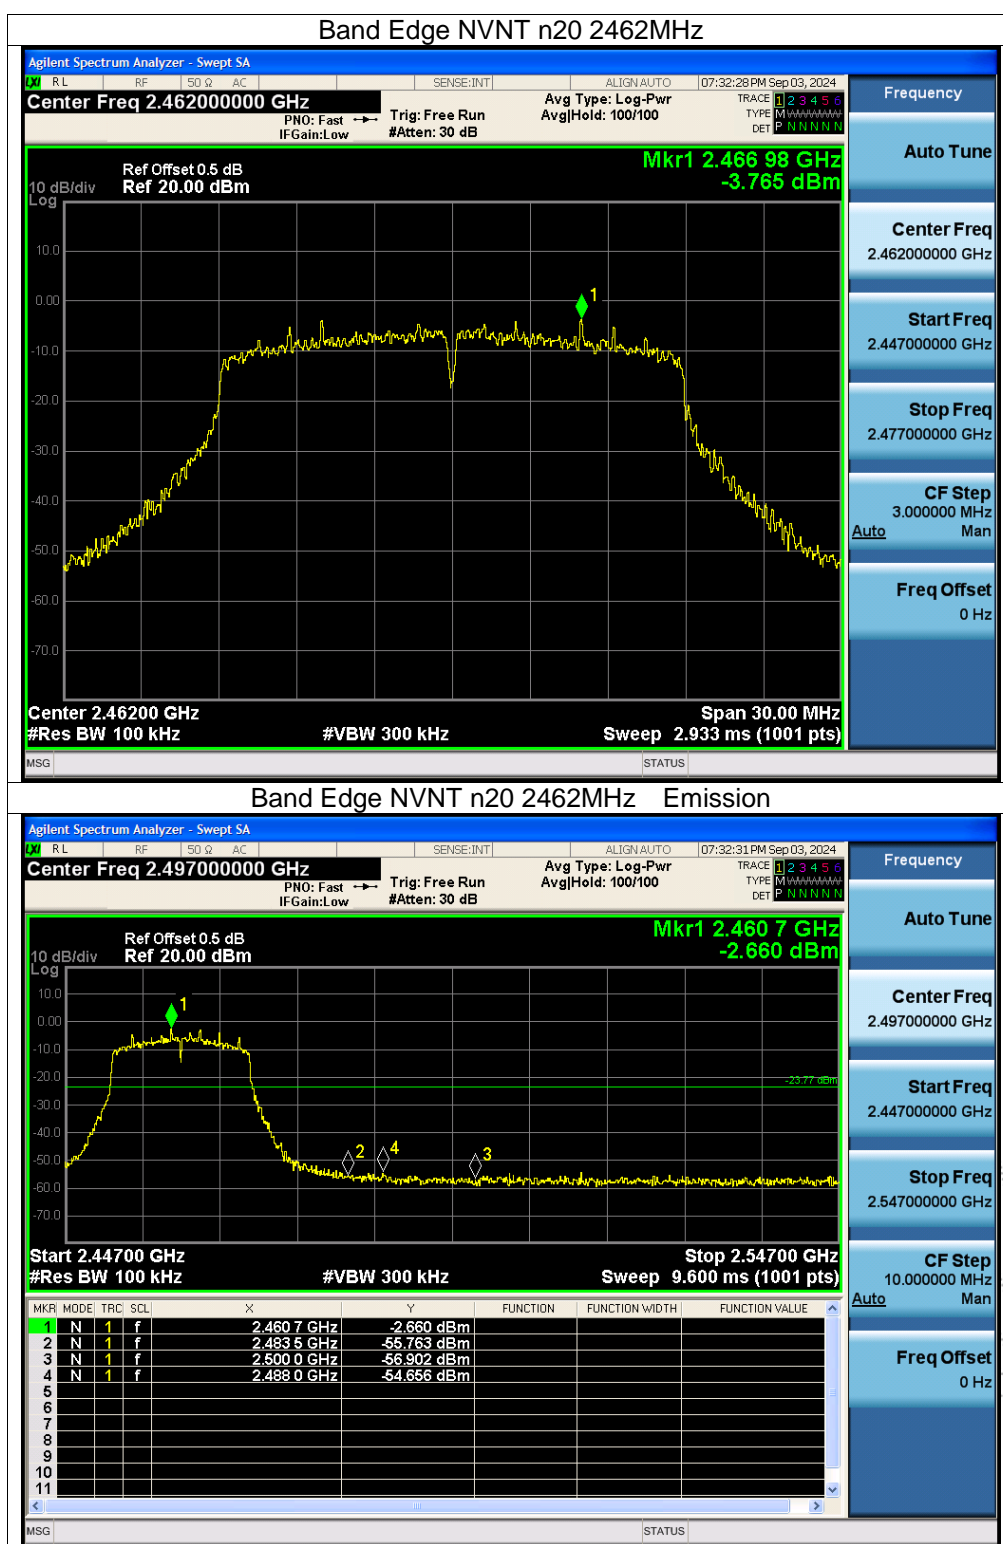 Band Edge NVNT n20 2462MHz
Agilent Spectrum Analyzer - Swept SA
LXI RL RF 50 Ω AC SENSE:INT ALIGNAUTO 07:32:28 PM Sep 03, 2024
Center Freq 2.462000000 GHz
PNO: Fast
IFGain:Low
Trig: Free Run
#Atten: 30 dB
Avg Type: Log-Pwr
Avg|Hold: 100/100
TRACE 1 2 3 4 5 6
TYPE M
DET P N N N N N
Mkr1 2.466 98 GHz
-3.765 dBm
Ref Offset 0.5 dB
Ref 20.00 dBm
10 dB/div
Log
10.0
0.00
-10.0
-20.0
-30.0
-40.0
-50.0
-60.0
-70.0
1
Center 2.46200 GHz
Span 30.00 MHz
#Res BW 100 kHz
#VBW 300 kHz
Sweep 2.933 ms (1001 pts)
MSG
STATUS
Frequency
Auto Tune
Center Freq
2.462000000 GHz
Start Freq
2.447000000 GHz
Stop Freq
2.477000000 GHz
CF Step
3.000000 MHz
Auto Man
Freq Offset
0 Hz
Band Edge NVNT n20 2462MHz Emission
Agilent Spectrum Analyzer - Swept SA
LXI RL RF 50 Ω AC SENSE:INT ALIGNAUTO 07:32:31 PM Sep 03, 2024
Center Freq 2.497000000 GHz
PNO: Fast
IFGain:Low
Trig: Free Run
#Atten: 30 dB
Avg Type: Log-Pwr
Avg|Hold: 100/100
TRACE 1 2 3 4 5 6
TYPE M
DET P N N N N N
Mkr1 2.460 7 GHz
-2.660 dBm
Ref Offset 0.5 dB
Ref 20.00 dBm
10 dB/div
Log
10.0
0.00
-10.0
-20.0
-30.0
-40.0
-50.0
-60.0
-70.0
1
-23.77 dBm
2
4
3
Start 2.44700 GHz
Stop 2.54700 GHz
#Res BW 100 kHz
#VBW 300 kHz
Sweep 9.600 ms (1001 pts)
MKR MODE TRC SCL X Y FUNCTION FUNCTION WIDTH FUNCTION VALUE
1 N 1 f 2.460 7 GHz -2.660 dBm
2 N 1 f 2.483 5 GHz -55.763 dBm
3 N 1 f 2.500 0 GHz -56.902 dBm
4 N 1 f 2.488 0 GHz -54.656 dBm
5
6
7
8
9
10
11
MSG
STATUS
Frequency
Auto Tune
Center Freq
2.497000000 GHz
Start Freq
2.447000000 GHz
Stop Freq
2.547000000 GHz
CF Step
10.000000 MHz
Auto Man
Freq Offset
0 Hz